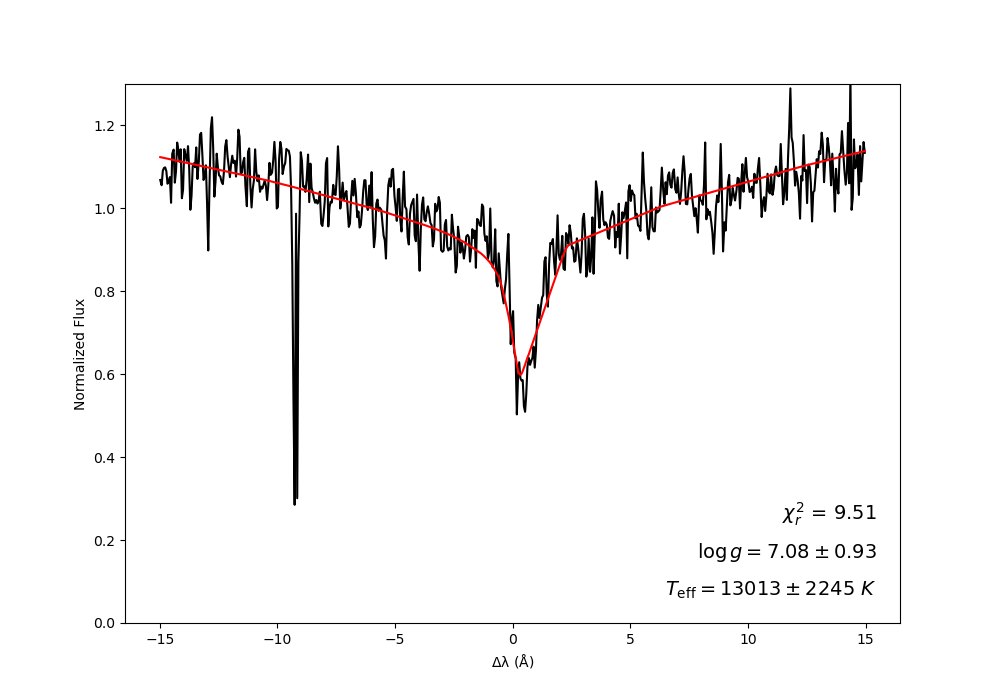 1.2
1.0
0.8
0.6
0.4
0.2
0.0
Normalized Flux
χ²ᵣ = 9.51
log g = 7.08 ± 0.93
T_eff = 13013 ± 2245 K
−15 −10 −5 0 5 10 15
Δλ (Å)